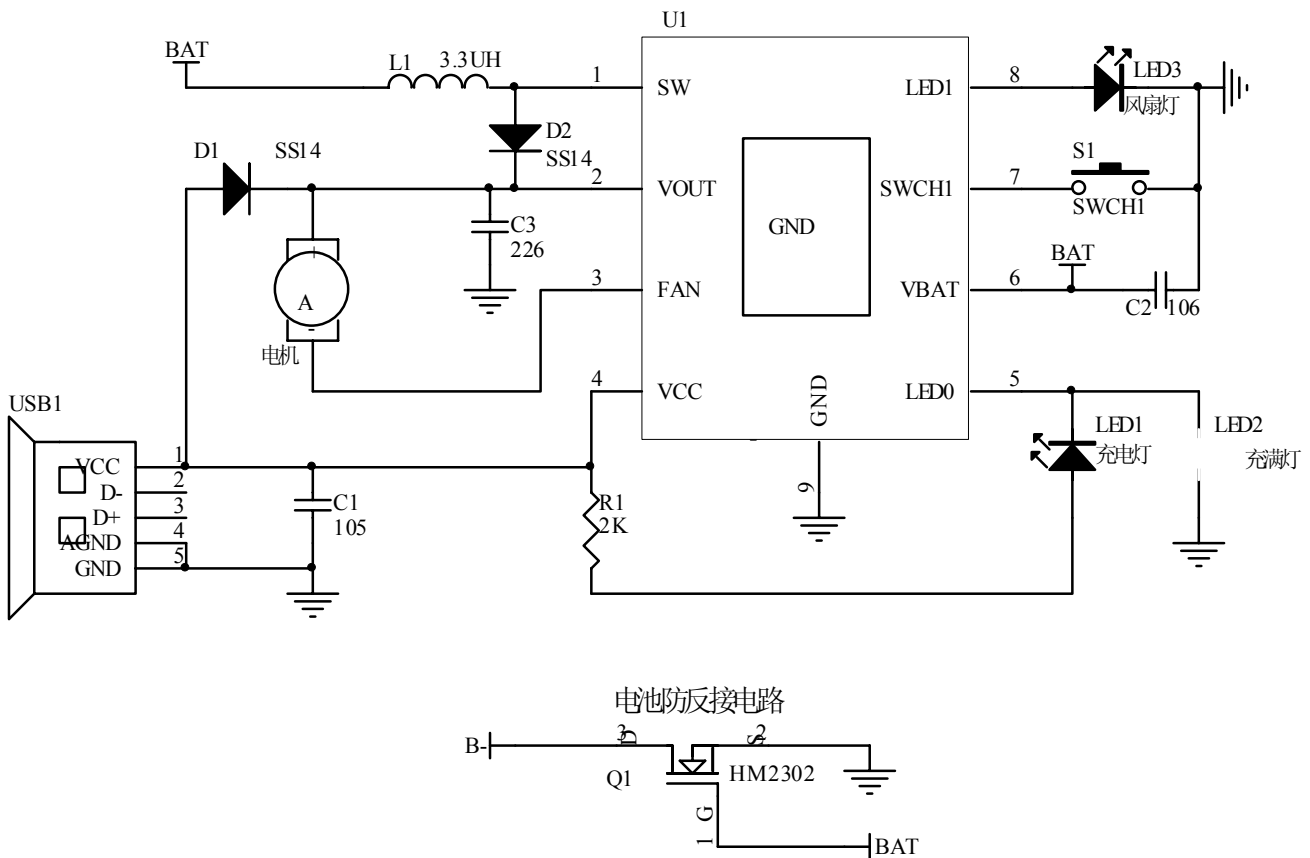 U1
BAT
L1 3.3UH
1 SW
LED1 8
LED3
风扇灯
D2
SS14
D1 SS14
2 VOUT
SWCH1 7
S1
SWCH1
GND
C3
226
BAT
3 FAN
VBAT 6
C2 106
+
A
-
电机
4 VCC
GND
LED0 5
9
LED1
充电灯
LED2
充满灯
USB1
VCC 1
D- 2
D+ 3
AGND 4
GND 5
C1
105
R1
2K
电池防反接电路
B-
3 D
S 2
Q1
HM2302
1 G
BAT